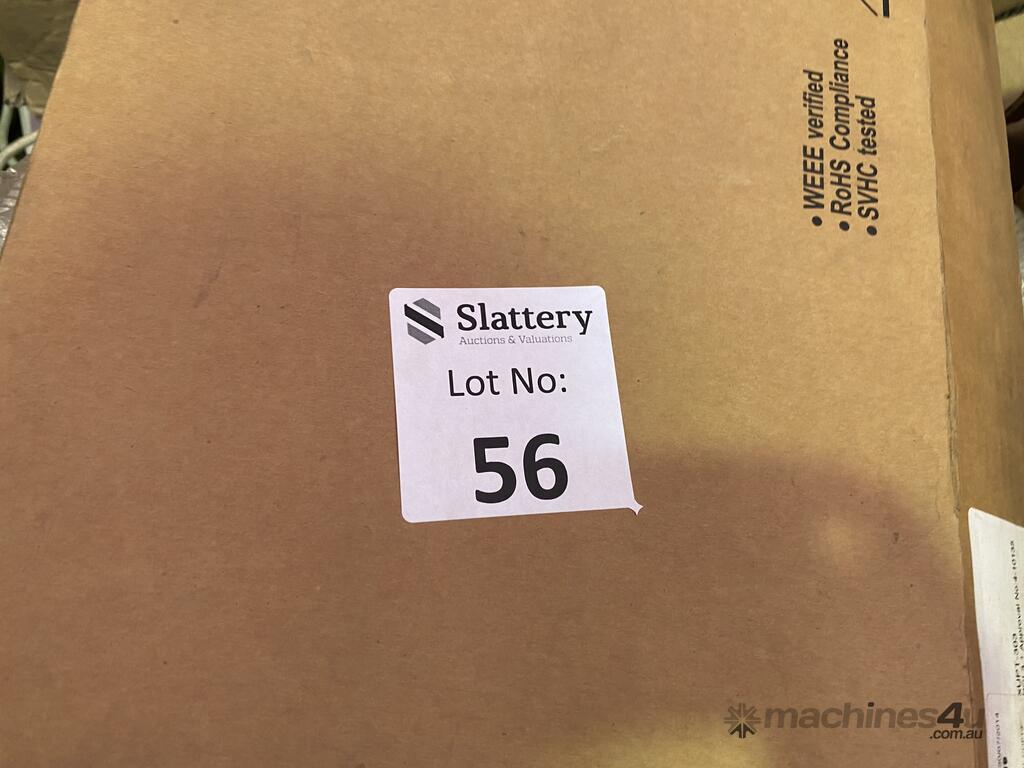 Slattery
Auctions & Valuations
Lot No:
56
• WEEE verified
• RoHS Compliance
• SVHC tested
machines4u
.com.au